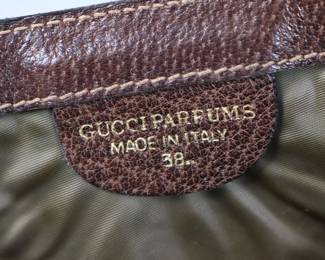 GUCCI PARFUMS
MADE IN ITALY
38.